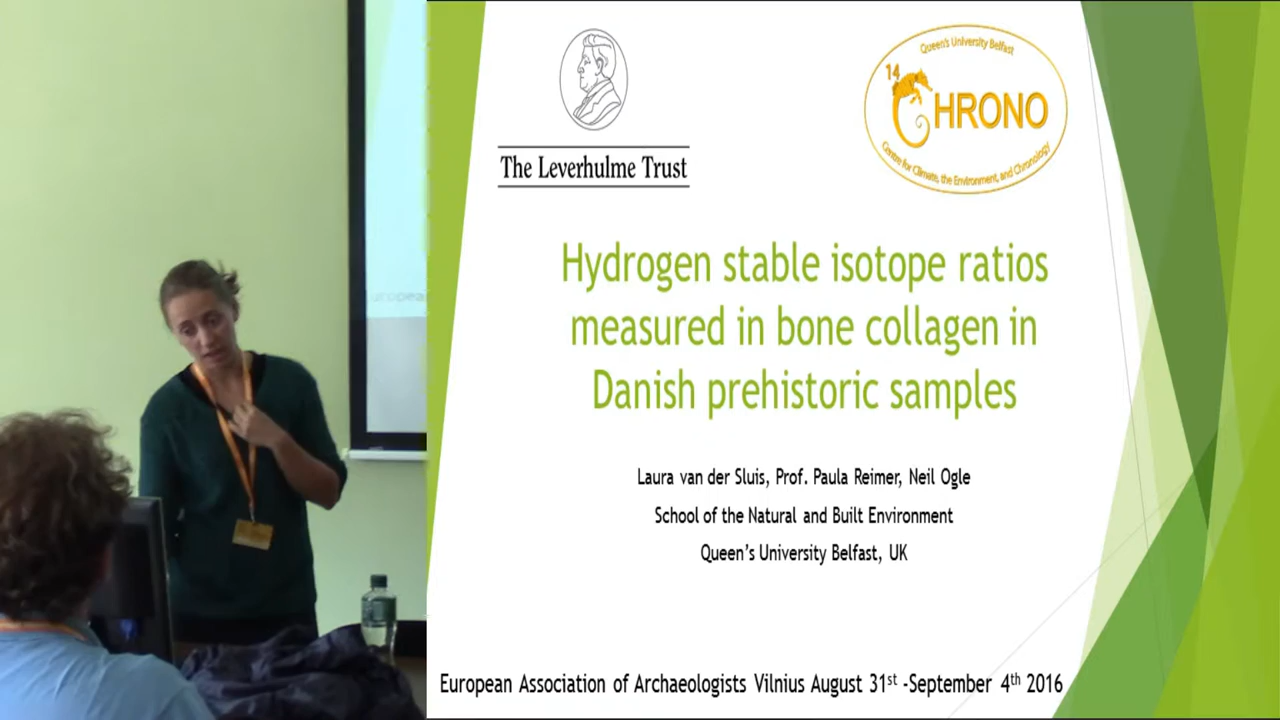 The Leverhulme Trust
Queen's University Belfast
14
CHRONO
Centre for Climate, the Environment, and Chronology
Hydrogen stable isotope ratios
measured in bone collagen in
Danish prehistoric samples
Laura van der Sluis, Prof. Paula Reimer, Neil Ogle
School of the Natural and Built Environment
Queen's University Belfast, UK
European Association of Archaeologists Vilnius August 31st -September 4th 2016